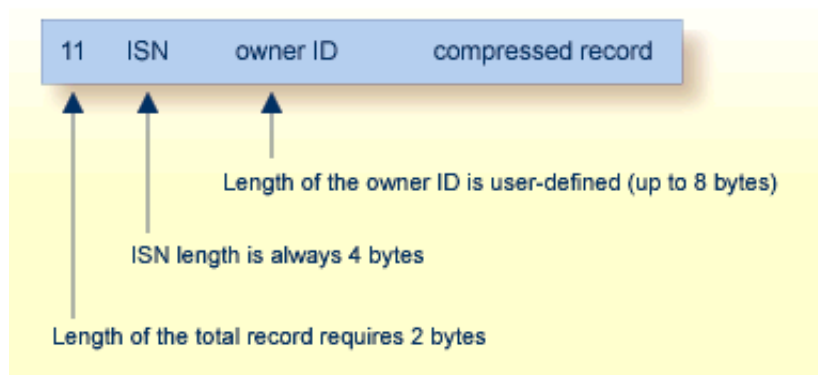 11 ISN owner ID compressed record
Length of the owner ID is user-defined (up to 8 bytes)
ISN length is always 4 bytes
Length of the total record requires 2 bytes